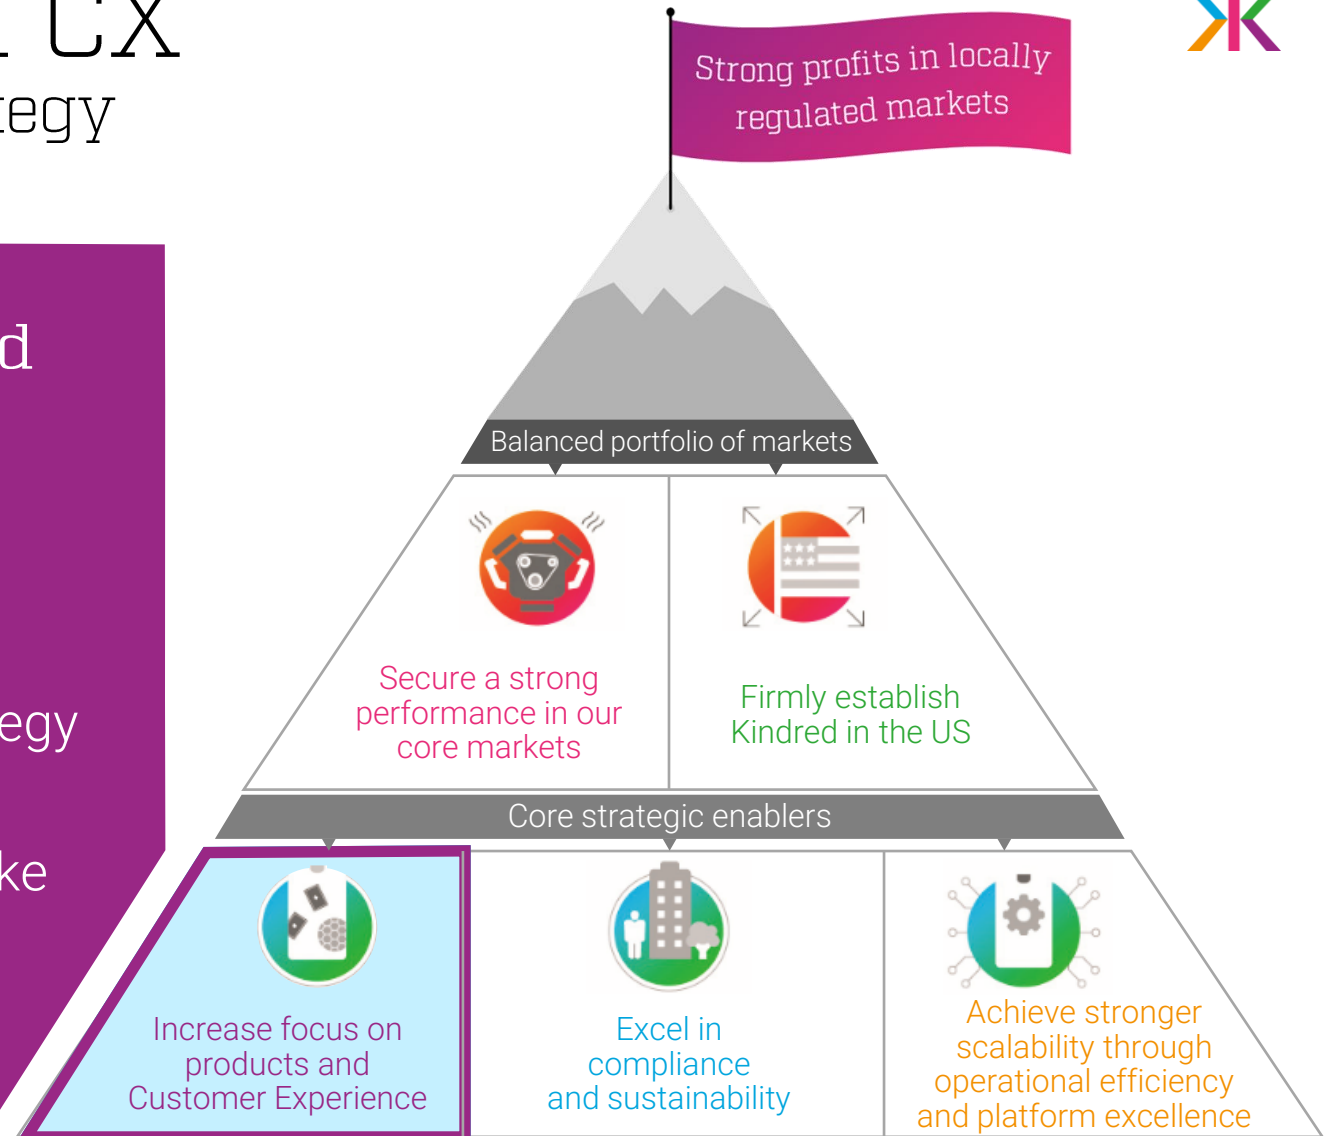 CX
tegy
Strong profits in locally
regulated markets
d
Balanced portfolio of markets
Secure a strong
performance in our
core markets
Firmly establish
Kindred in the US
egy
Core strategic enablers
ke
Increase focus on
products and
Customer Experience
Excel in
compliance
and sustainability
Achieve stronger
scalability through
operational efficiency
and platform excellence